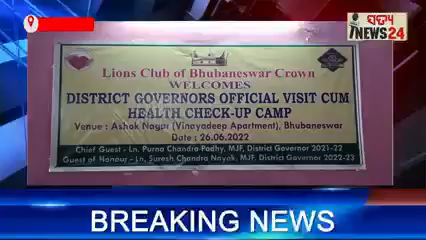 ସତ୍ୟ
NEWS24
Lions Club of Bhubaneswar Crown
WELCOMES
DISTRICT GOVERNORS OFFICIAL VISIT CUM
HEALTH CHECK-UP CAMP
Venue : Ashok Nagar (Vinayadeep Apartment), Bhubaneswar
Date : 26.06.2022
Chief Guest - Ln. Purna Chandra Padhy, MJF, District Governor 2021-22
Guest of Honour - Ln. Suresh Chandra Nayak, MJF, District Governor 2022-23
BREAKING NEWS